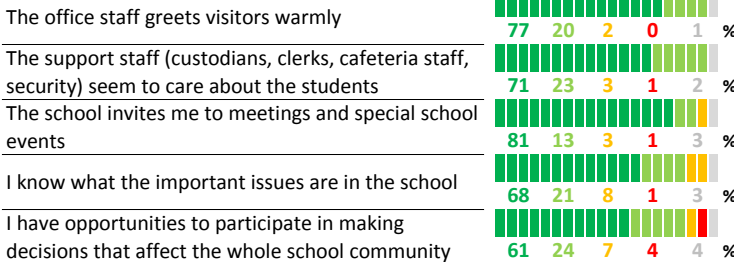 The office staff greets visitors warmly
77 20 2 0 1 %
The support staff (custodians, clerks, cafeteria staff,
security) seem to care about the students
71 23 3 1 2 %
The school invites me to meetings and special school
events
81 13 3 1 3 %
I know what the important issues are in the school
68 21 8 1 3 %
I have opportunities to participate in making
decisions that affect the whole school community
61 24 7 4 4 %